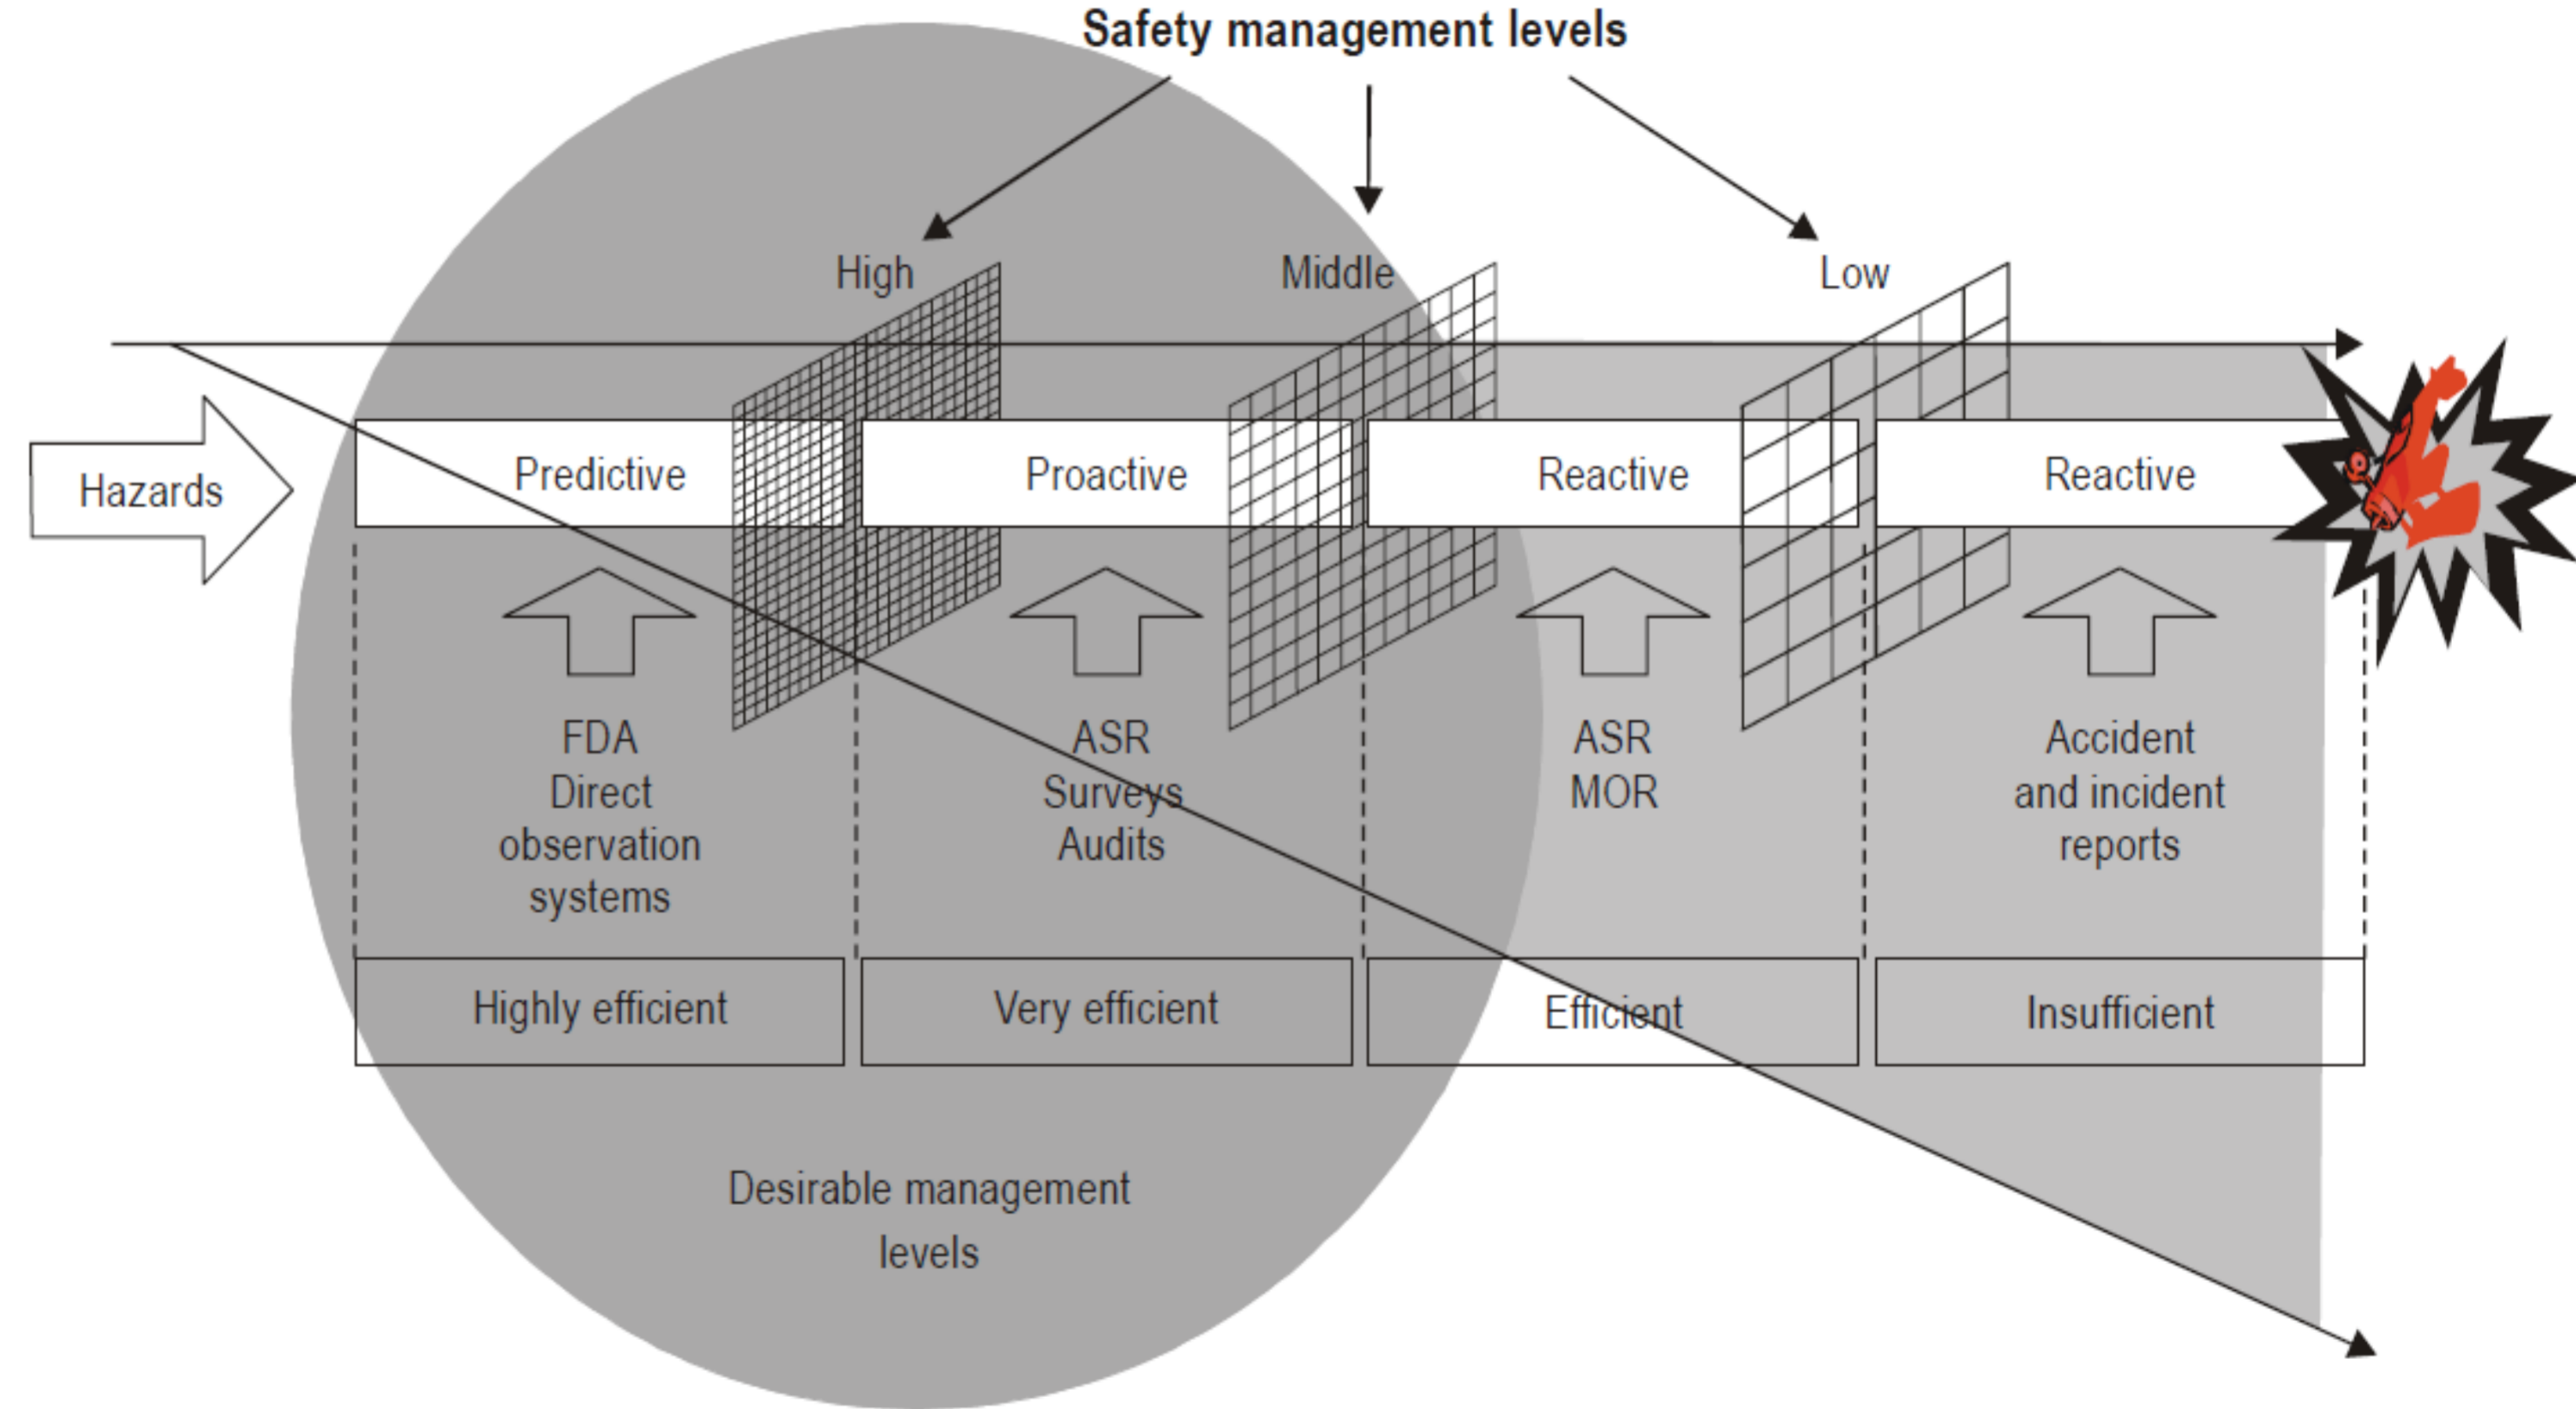 Safety management levels
High
Middle
Low
Hazards
Predictive
Proactive
Reactive
Reactive
FDA
Direct
observation
systems
ASR
Surveys
Audits
ASR
MOR
Accident
and incident
reports
Highly efficient
Very efficient
Efficient
Insufficient
Desirable management
levels